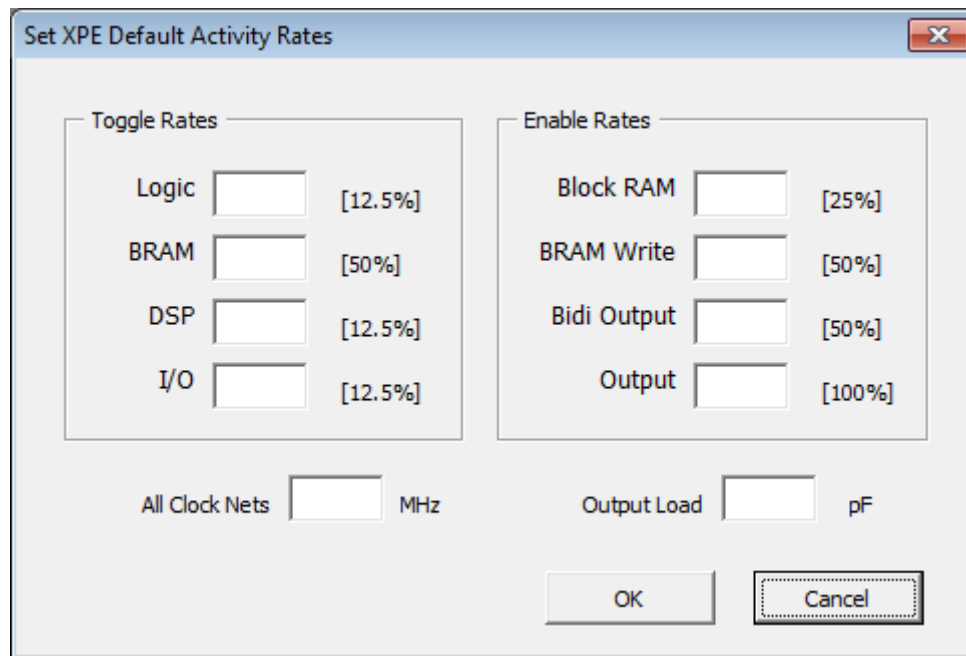 Set XPE Default Activity Rates
Toggle Rates
Logic [12.5%]
BRAM [50%]
DSP [12.5%]
I/O [12.5%]
Enable Rates
Block RAM [25%]
BRAM Write [50%]
Bidi Output [50%]
Output [100%]
All Clock Nets MHz
Output Load pF
OK
Cancel